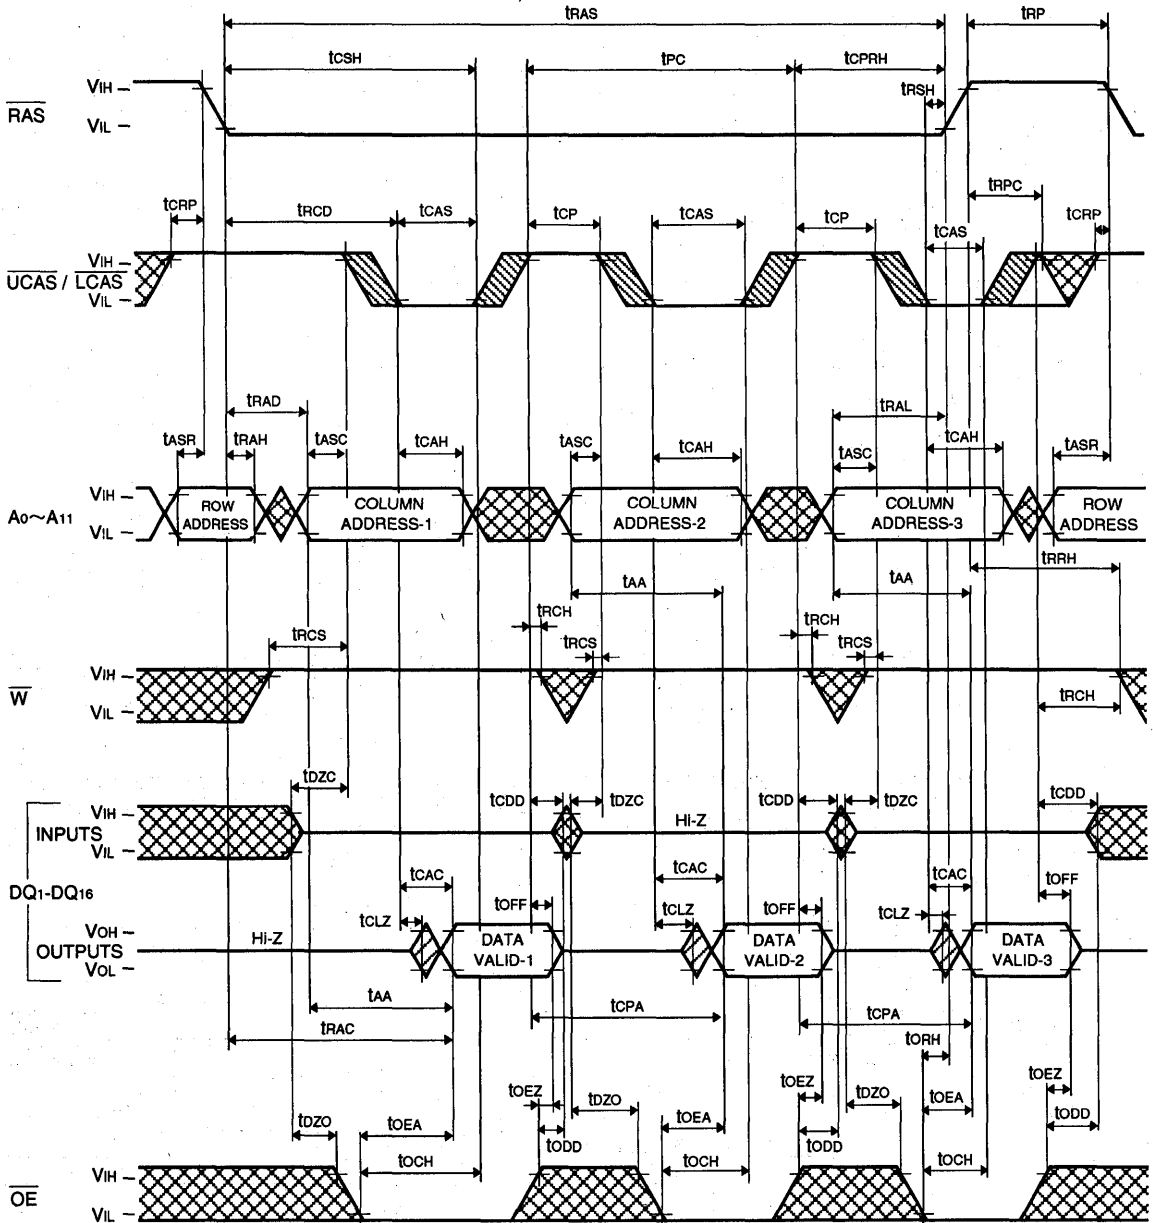 tRAS tRP
tCSH tPC tCPRH
tRSH
VIH
RAS
VIL
tRPC
tCRP tRCD tCAS tCP tCAS tCP tCRP
tCAS
VIH
UCAS / LCAS
VIL
tRAD tRAL
tASR tRAH tASC tCAH tASC tCAH tASC tCAH tASR
VIH
A0~A11
VIL
ROW ADDRESS
COLUMN ADDRESS-1
COLUMN ADDRESS-2
COLUMN ADDRESS-3
ROW ADDRESS
tRRH
tAA tAA
tRCH tRCH
tRCS tRCS tRCS
VIH
W
VIL
tRCH
tDZC tCDD tDZC tCDD tDZC tCDD
VIH
INPUTS Hi-Z
VIL
DQ1-DQ16
tCAC tCAC tCAC
tCLZ tOFF tCLZ tOFF tCLZ tOFF
VOH
OUTPUTS Hi-Z
VOL
DATA VALID-1
DATA VALID-2
DATA VALID-3
tAA tCPA tCPA
tRAC tORH
tOEZ tOEZ tOEZ
tDZO tOEA tDZO tOEA tDZO tOEA tODD
tODD tODD
tOCH tOCH tOCH
VIH
OE
VIL